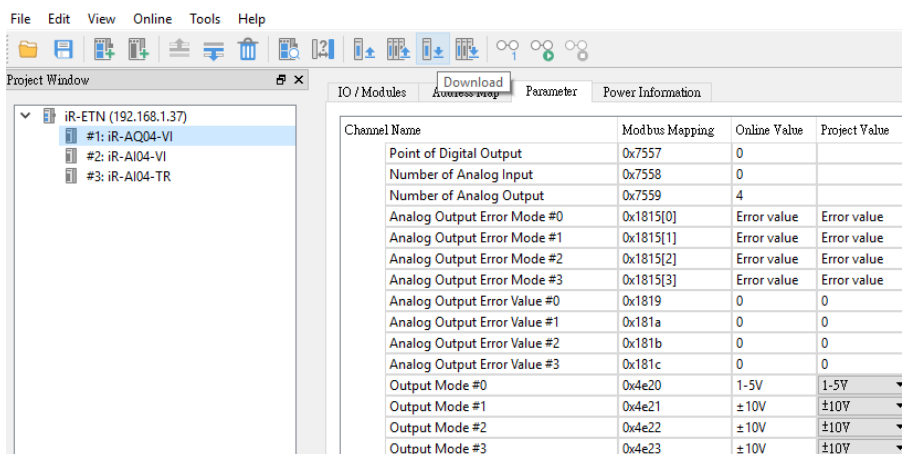 File Edit View Online Tools Help
1
Download
Project Window
IO / Modules Address Map Parameter Power Information
iR-ETN (192.168.1.37)
#1: iR-AQ04-VI
#2: iR-AI04-VI
#3: iR-AI04-TR
Channel Name Modbus Mapping Online Value Project Value
Point of Digital Output 0x7557 0
Number of Analog Input 0x7558 0
Number of Analog Output 0x7559 4
Analog Output Error Mode #0 0x1815[0] Error value Error value
Analog Output Error Mode #1 0x1815[1] Error value Error value
Analog Output Error Mode #2 0x1815[2] Error value Error value
Analog Output Error Mode #3 0x1815[3] Error value Error value
Analog Output Error Value #0 0x1819 0 0
Analog Output Error Value #1 0x181a 0 0
Analog Output Error Value #2 0x181b 0 0
Analog Output Error Value #3 0x181c 0 0
Output Mode #0 0x4e20 1-5V 1-5V
Output Mode #1 0x4e21 ±10V ±10V
Output Mode #2 0x4e22 ±10V ±10V
Output Mode #3 0x4e23 ±10V ±10V